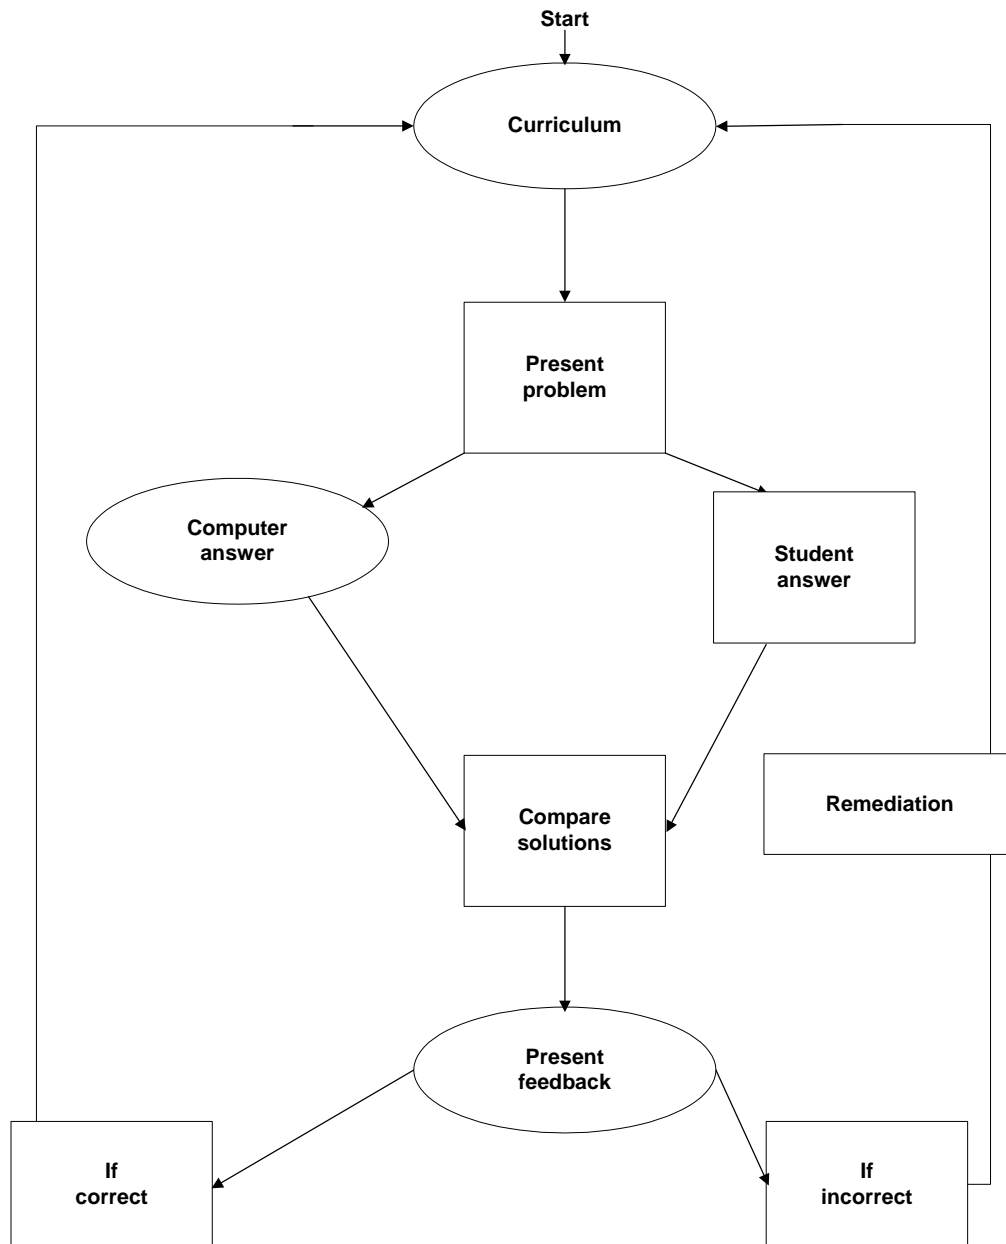 Start
Curriculum
Present
problem
Computer
answer
Student
answer
Compare
solutions
Remediation
Present
feedback
If
correct
If
incorrect